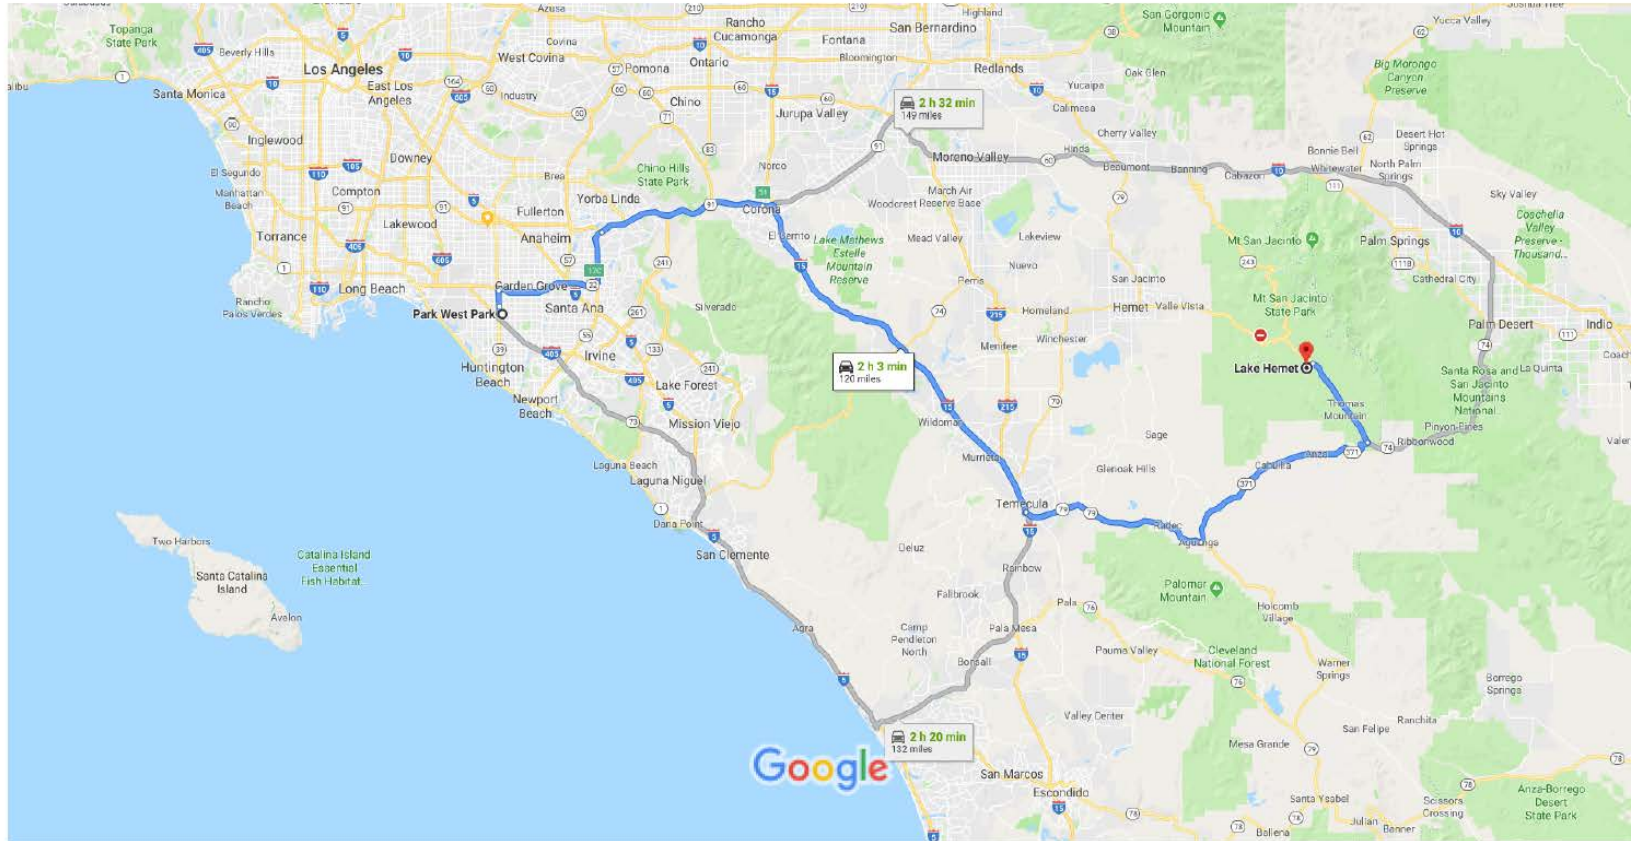 Topanga
State Park
Malibu
Santa Monica
Beverly Hills
Los Angeles
East Los
Angeles
Inglewood
El Segundo
Manhattan
Beach
Torrance
Rancho
Palos Verdes
Compton
Downey
Lakewood
Long Beach
Azusa
Covina
West Covina
Industry
Pomona
Rancho
Cucamonga
Ontario
Chino
Chino Hills
State Park
Brea
Fullerton
Yorba Linda
Anaheim
Garden Grove
Santa Ana
Park West Park
Huntington
Beach
Newport
Beach
Irvine
Silverado
Lake Forest
Mission Viejo
Laguna Beach
Laguna Niguel
Dana Point
San Clemente
Two Harbors
Santa Catalina
Island
Avalon
Catalina Island
Essential
Fish Habitat...
Fontana
Bloomington
San Bernardino
Highland
Redlands
Jurupa Valley
Norco
Corona
El Cerrito
Lake Mathews
Estelle
Mountain
Reserve
2 h 32 min
149 miles
Moreno Valley
March Air
Reserve Base
Woodcrest
Mead Valley
Perris
Lakeview
Nuevo
Homeland
Menifee
Winchester
Wildomar
Murrieta
Temecula
2 h 3 min
120 miles
San Gorgonio
Mountain
Oak Glen
Yucaipa
Calimesa
Cherry Valley
Beaumont
Banning
Cabazon
Yucca Valley
Joshua Tree
Big Morongo
Canyon
Preserve
Desert Hot
Springs
Bonnie Bell
Whitewater
North Palm
Springs
Sky Valley
Coachella
Valley
Preserve -
Thousand...
Mt San Jacinto
Palm Springs
Cathedral City
San Jacinto
Hemet
Valle Vista
Mt San Jacinto
State Park
Palm Desert
Indio
La Quinta
Lake Hemet
Santa Rosa and
San Jacinto
Mountains
National...
Thomas
Mountain
Pinyon Pines
Ribbonwood
Anza
Cahuilla
Sage
Glenoak Hills
Radec
Aguanga
Palomar
Mountain
Holcomb
Village
Deluz
Rainbow
Fallbrook
Pala
Camp
Pendleton
North
Pala Mesa
Bonsall
Agra
Pauma Valley
Cleveland
National Forest
Warner
Springs
Borrego
Springs
Valley Center
San Felipe
Ranchita
Mesa Grande
2 h 20 min
132 miles
Google
San Marcos
Escondido
Santa Ysabel
Scissors
Crossing
Julian
Banner
Ballena
Anza-Borrego
Desert
State Park